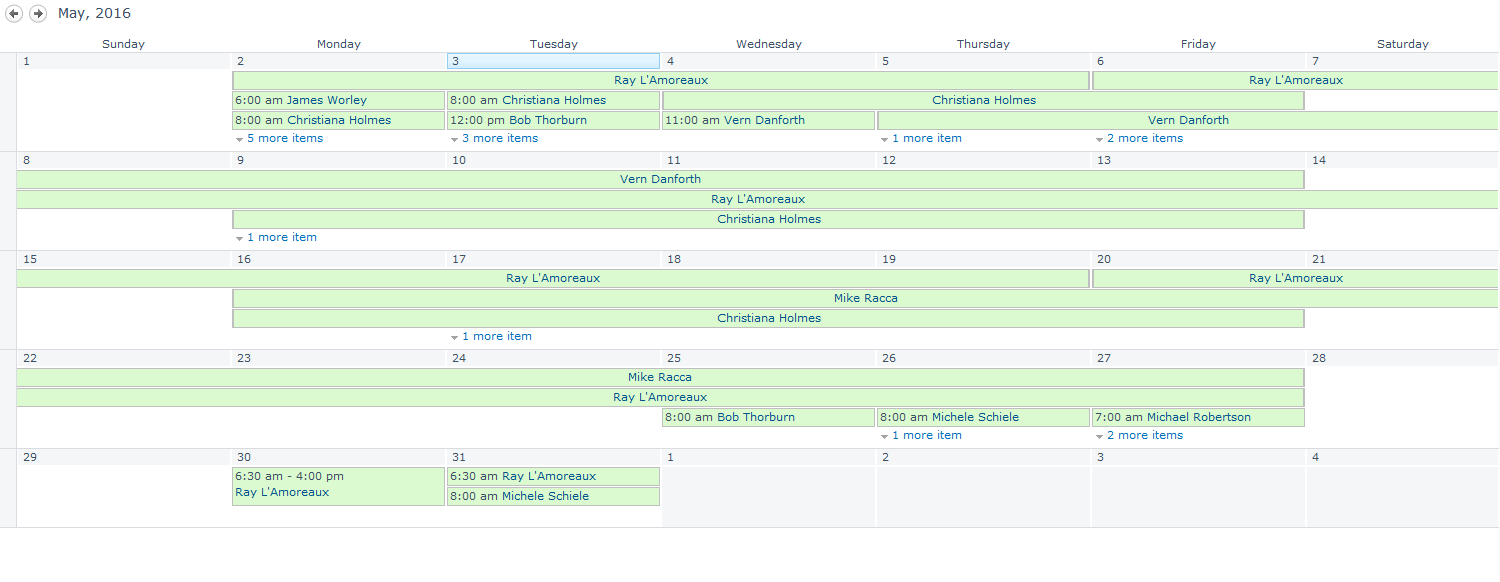 May, 2016
Sunday Monday Tuesday Wednesday Thursday Friday Saturday
1 2 3 4 5 6 7
Ray L'Amoreaux Ray L'Amoreaux
6:00 am James Worley 8:00 am Christiana Holmes Christiana Holmes
8:00 am Christiana Holmes 12:00 pm Bob Thorburn 11:00 am Vern Danforth Vern Danforth
5 more items 3 more items 1 more item 2 more items
8 9 10 11 12 13 14
Vern Danforth
Ray L'Amoreaux
Christiana Holmes
1 more item
15 16 17 18 19 20 21
Ray L'Amoreaux Ray L'Amoreaux
Mike Racca
Christiana Holmes
1 more item
22 23 24 25 26 27 28
Mike Racca
Ray L'Amoreaux
8:00 am Bob Thorburn 8:00 am Michele Schiele 7:00 am Michael Robertson
1 more item 2 more items
29 30 31 1 2 3 4
6:30 am - 4:00 pm 6:30 am Ray L'Amoreaux
Ray L'Amoreaux 8:00 am Michele Schiele